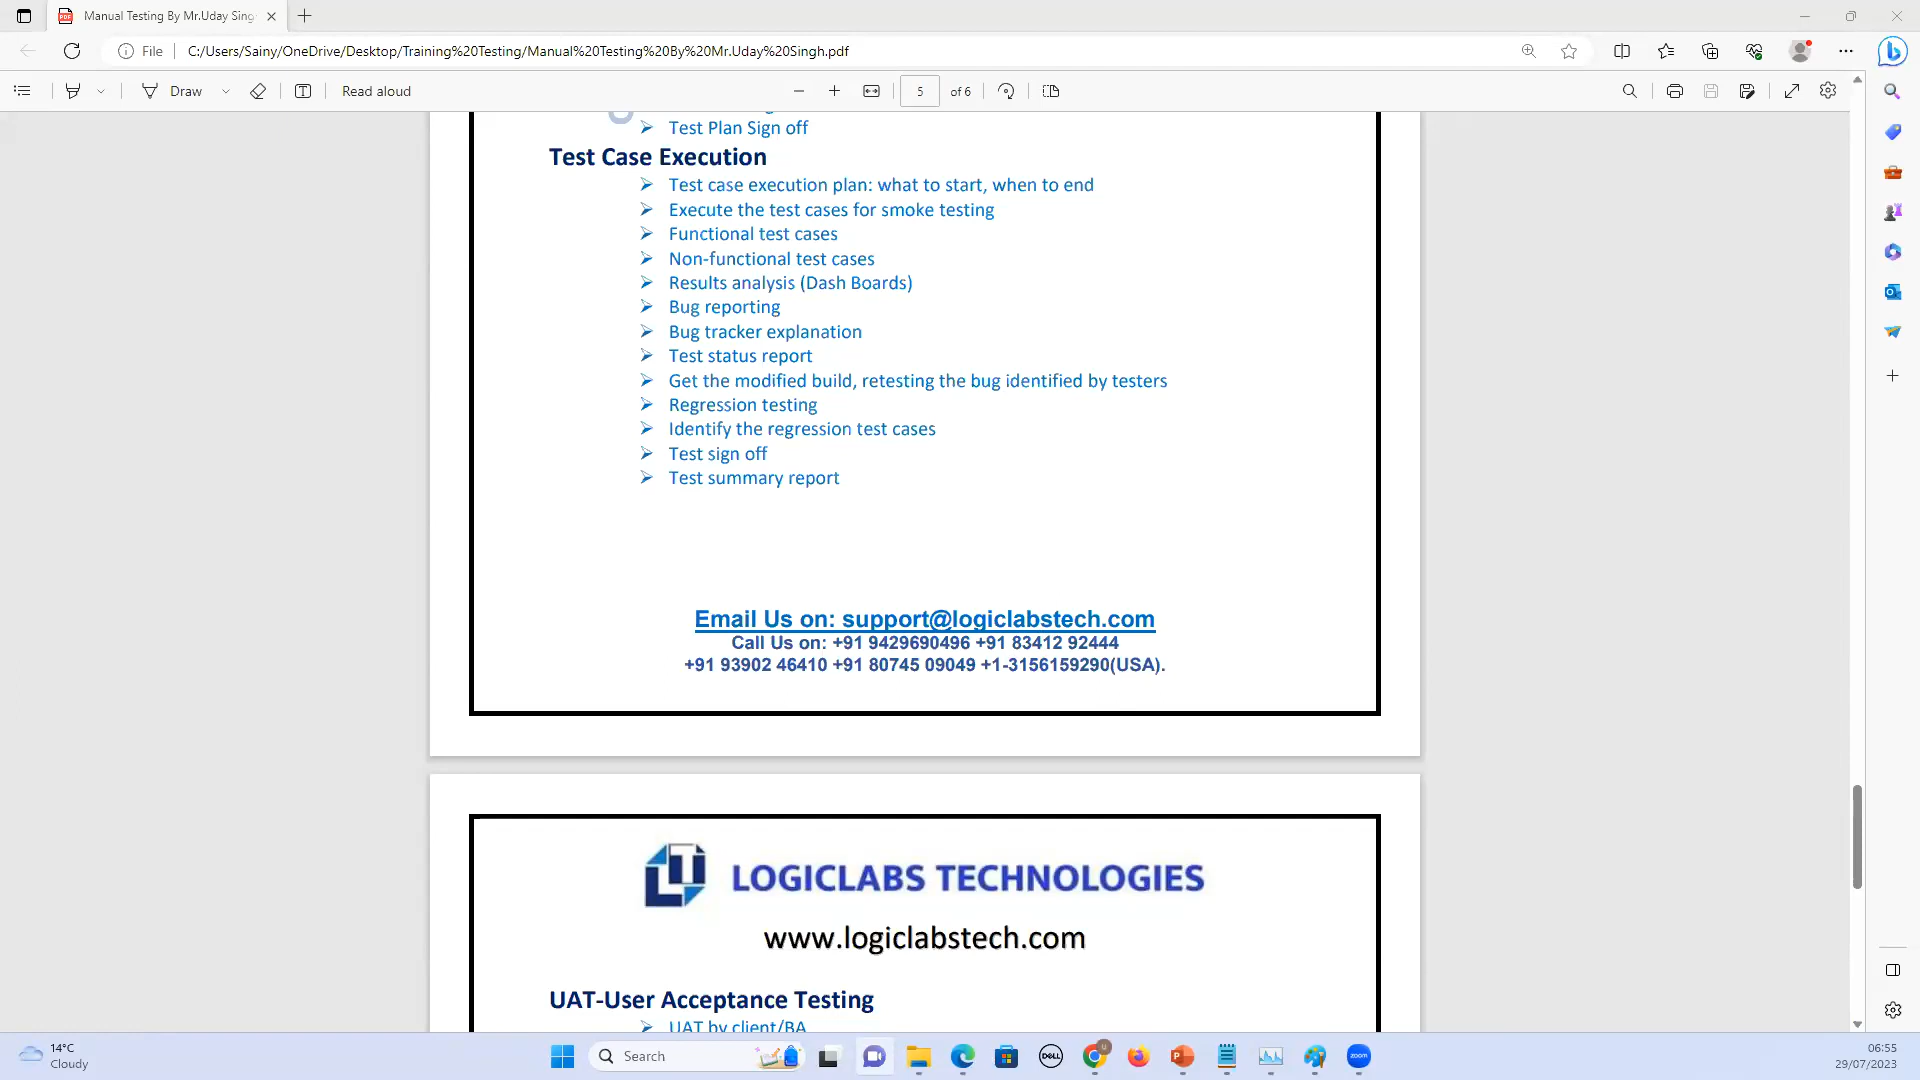 Manual Testing By Mr.Uday Sing
File
C:/Users/Sainy/OneDrive/Desktop/Training%20Testing/Manual%20Testing%20By%20Mr.Uday%20Singh.pdf
Draw
Read aloud
5 of 6
Test Plan Sign off
Test Case Execution
Test case execution plan: what to start, when to end
Execute the test cases for smoke testing
Functional test cases
Non-functional test cases
Results analysis (Dash Boards)
Bug reporting
Bug tracker explanation
Test status report
Get the modified build, retesting the bug identified by testers
Regression testing
Identify the regression test cases
Test sign off
Test summary report
Email Us on: support@logiclabstech.com
Call Us on: +91 9429690496 +91 83412 92444
+91 93902 46410 +91 80745 09049 +1-3156159290(USA).
LOGICLABS TECHNOLOGIES
www.logiclabstech.com
UAT-User Acceptance Testing
UAT by client/BA
14°C
Cloudy
Search
DELL
zoom
06:55
29/07/2023